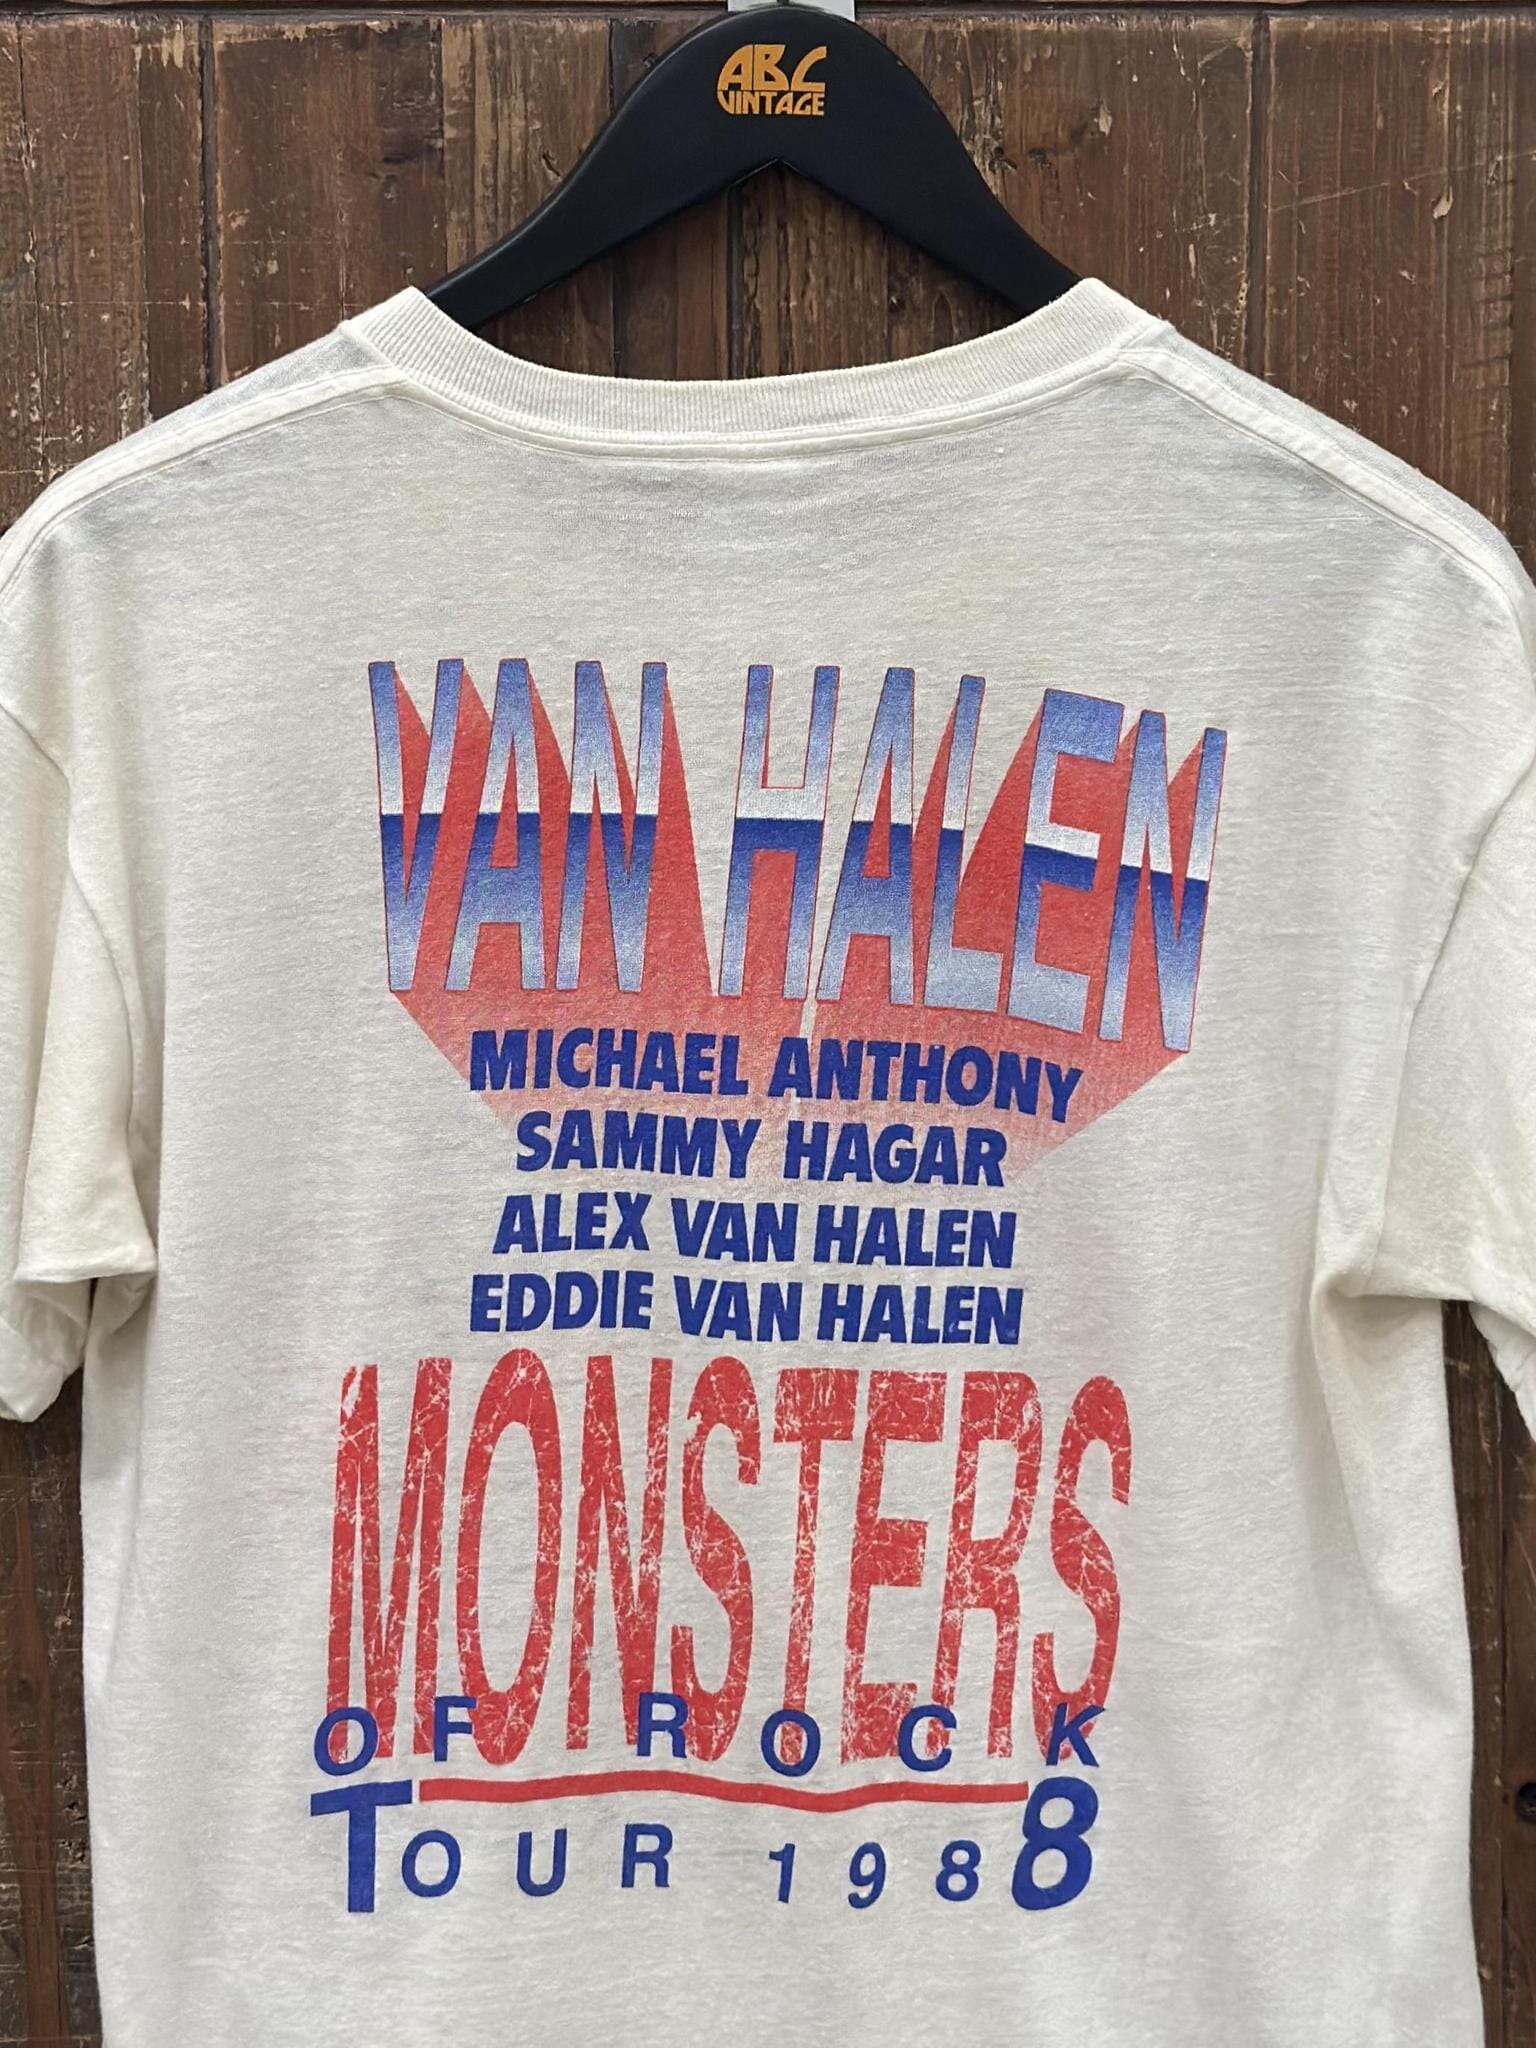 ABC
VINTAGE
VAN HALEN
MICHAEL ANTHONY
SAMMY HAGAR
ALEX VAN HALEN
EDDIE VAN HALEN
MONSTERS
OF ROCK
TOUR 1988